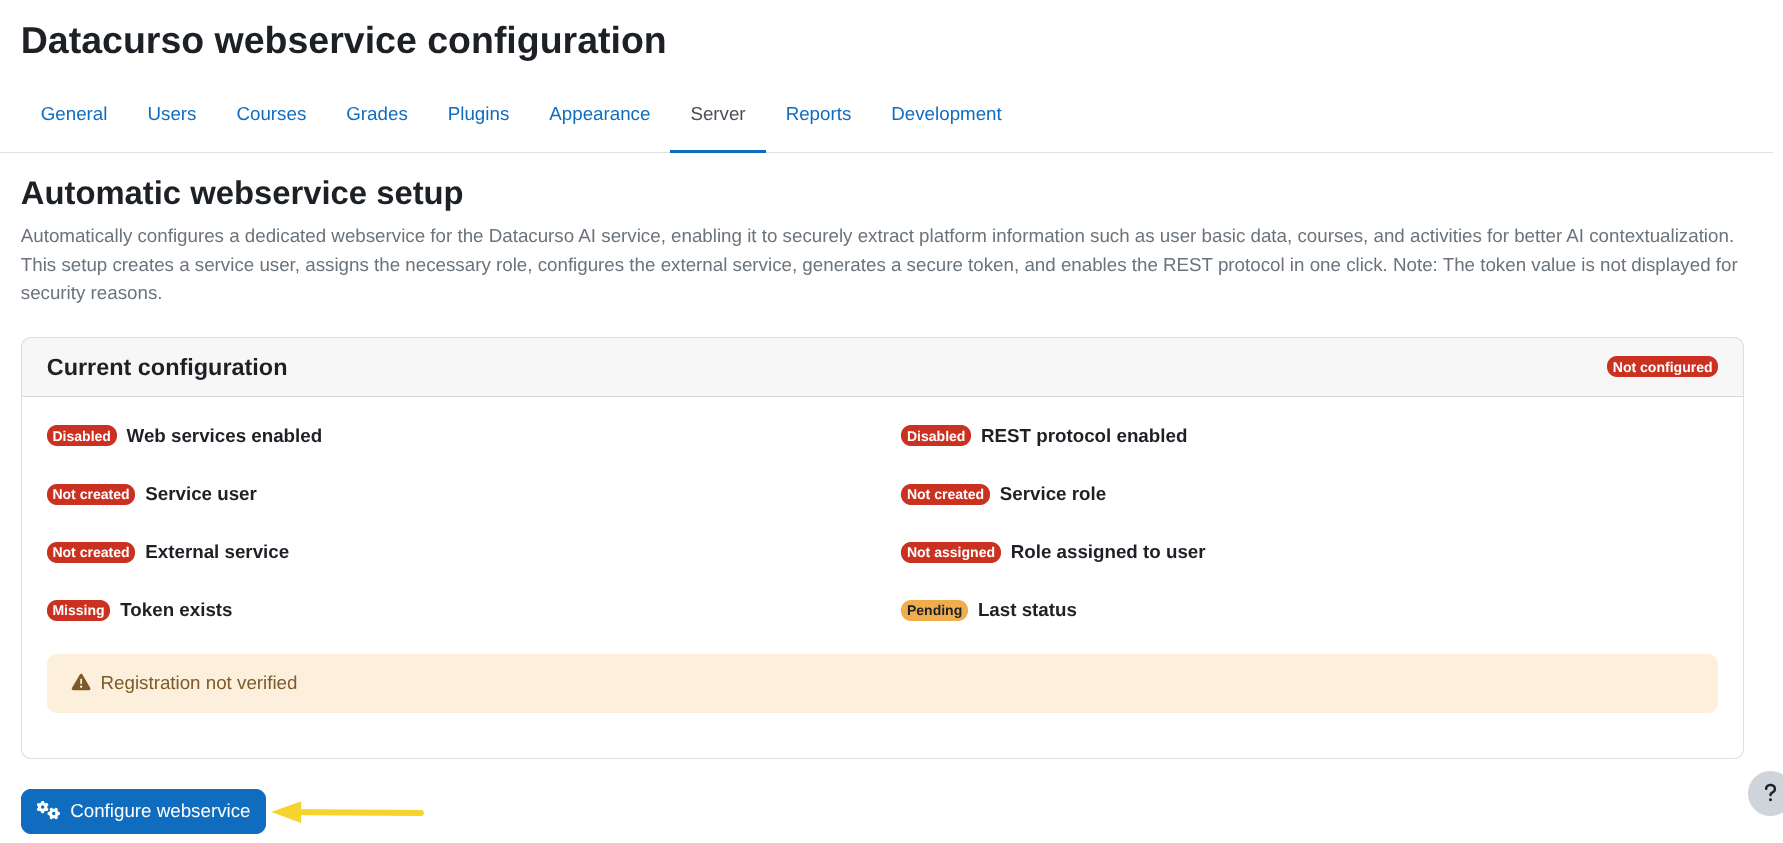 Datacurso webservice configuration
General Users Courses Grades Plugins Appearance Server Reports Development
Automatic webservice setup
Automatically configures a dedicated webservice for the Datacurso AI service, enabling it to securely extract platform information such as user basic data, courses, and activities for better AI contextualization.
This setup creates a service user, assigns the necessary role, configures the external service, generates a secure token, and enables the REST protocol in one click. Note: The token value is not displayed for
security reasons.
Current configuration Not configured
Disabled Web services enabled Disabled REST protocol enabled
Not created Service user Not created Service role
Not created External service Not assigned Role assigned to user
Missing Token exists Pending Last status
Registration not verified
Configure webservice
?